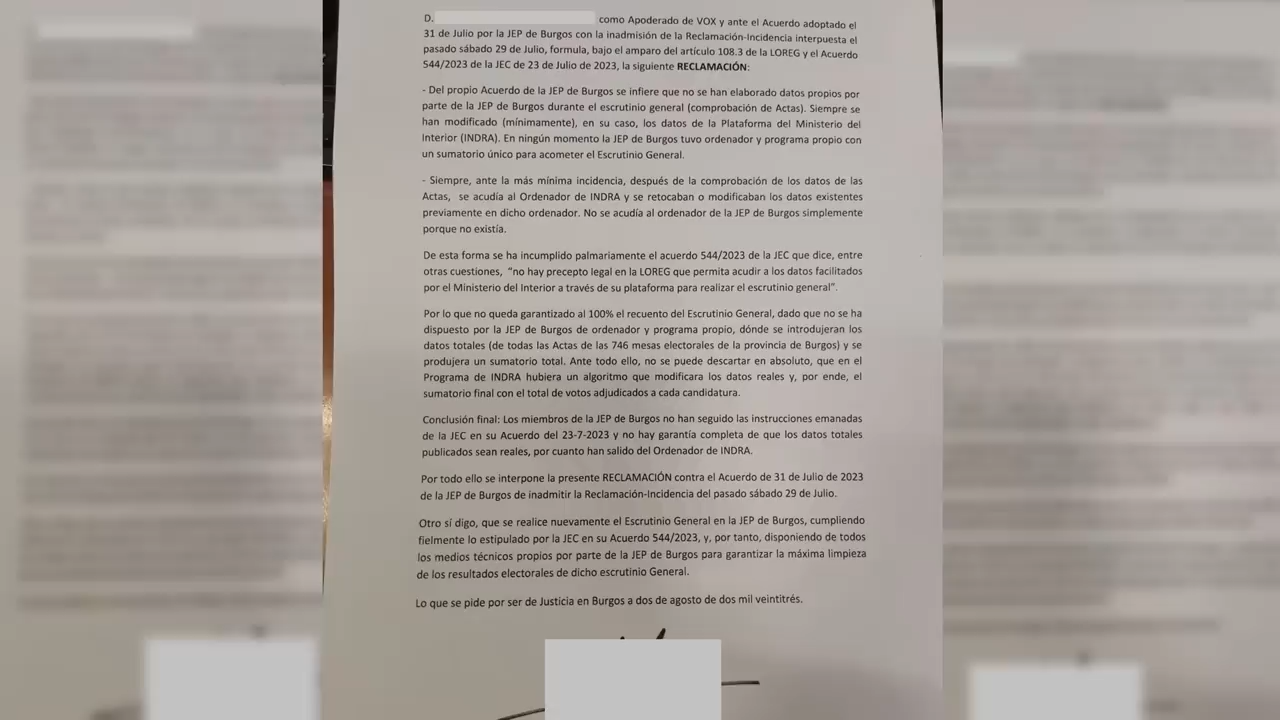 D. como Apoderado de VOX y ante el Acuerdo adoptado el
31 de Julio por la JEP de Burgos con la inadmisión de la Reclamación-Incidencia interpuesta el
pasado sábado 29 de Julio, formula, bajo el amparo del artículo 108.3 de la LOREG y el Acuerdo
544/2023 de la JEC de 23 de Julio de 2023, la siguiente RECLAMACIÓN:
- Del propio Acuerdo de la JEP de Burgos se infiere que no se han elaborado datos propios por
parte de la JEP de Burgos durante el escrutinio general (comprobación de Actas). Siempre se
han modificado (mínimamente), en su caso, los datos de la Plataforma del Ministerio del
Interior (INDRA). En ningún momento la JEP de Burgos tuvo ordenador y programa propio con
un sumatorio único para acometer el Escrutinio General.
- Siempre, ante la más mínima incidencia, después de la comprobación de los datos de las
Actas, se acudía al Ordenador de INDRA y se retocaban o modificaban los datos existentes
previamente en dicho ordenador. No se acudía al ordenador de la JEP de Burgos simplemente
porque no existía.
De esta forma se ha incumplido palmariamente el acuerdo 544/2023 de la JEC que dice, entre
otras cuestiones, "no hay precepto legal en la LOREG que permita acudir a los datos facilitados
por el Ministerio del Interior a través de su plataforma para realizar el escrutinio general".
Por lo que no queda garantizado al 100% el recuento del Escrutinio General, dado que no se ha
dispuesto por la JEP de Burgos de ordenador y programa propio, dónde se introdujeran los
datos totales (de todas las Actas de las 746 mesas electorales de la provincia de Burgos) y se
produjera un sumatorio total. Ante todo ello, no se puede descartar en absoluto, que en el
Programa de INDRA hubiera un algoritmo que modificara los datos reales y, por ende, el
sumatorio final con el total de votos adjudicados a cada candidatura.
Conclusión final: Los miembros de la JEP de Burgos no han seguido las instrucciones emanadas
de la JEC en su Acuerdo del 23-7-2023 y no hay garantía completa de que los datos totales
publicados sean reales, por cuanto han salido del Ordenador de INDRA.
Por todo ello se interpone la presente RECLAMACIÓN contra el Acuerdo de 31 de Julio de 2023
de la JEP de Burgos de inadmitir la Reclamación-Incidencia del pasado sábado 29 de Julio.
Otro sí digo, que se realice nuevamente el Escrutinio General en la JEP de Burgos, cumpliendo
fielmente lo estipulado por la JEC en su Acuerdo 544/2023, y, por tanto, disponiendo de todos
los medios técnicos propios por parte de la JEP de Burgos para garantizar la máxima limpieza
de los resultados electorales de dicho escrutinio General.
Lo que se pide por ser de Justicia en Burgos a dos de agosto de dos mil veintitrés.